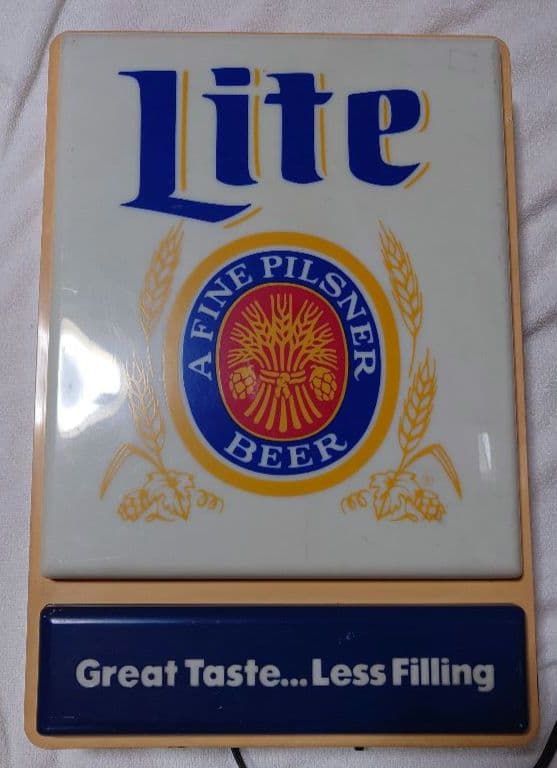 Lite
A FINE PILSNER
BEER
Great Taste...Less Filling